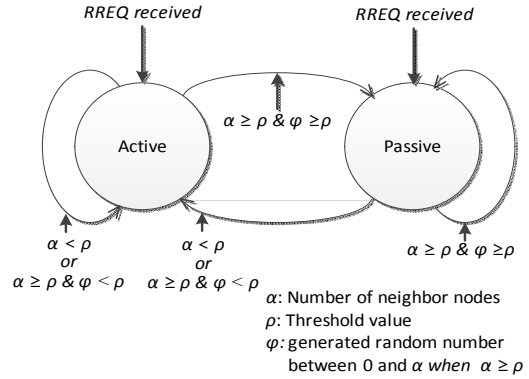 RREQ received
RREQ received
α ≥ ρ & φ ≥ρ
Active
Passive
α < ρ
or
α ≥ ρ & φ < ρ
α < ρ
or
α ≥ ρ & φ < ρ
α ≥ ρ & φ ≥ρ
α: Number of neighbor nodes
ρ: Threshold value
φ: generated random number
between 0 and α when α ≥ ρ